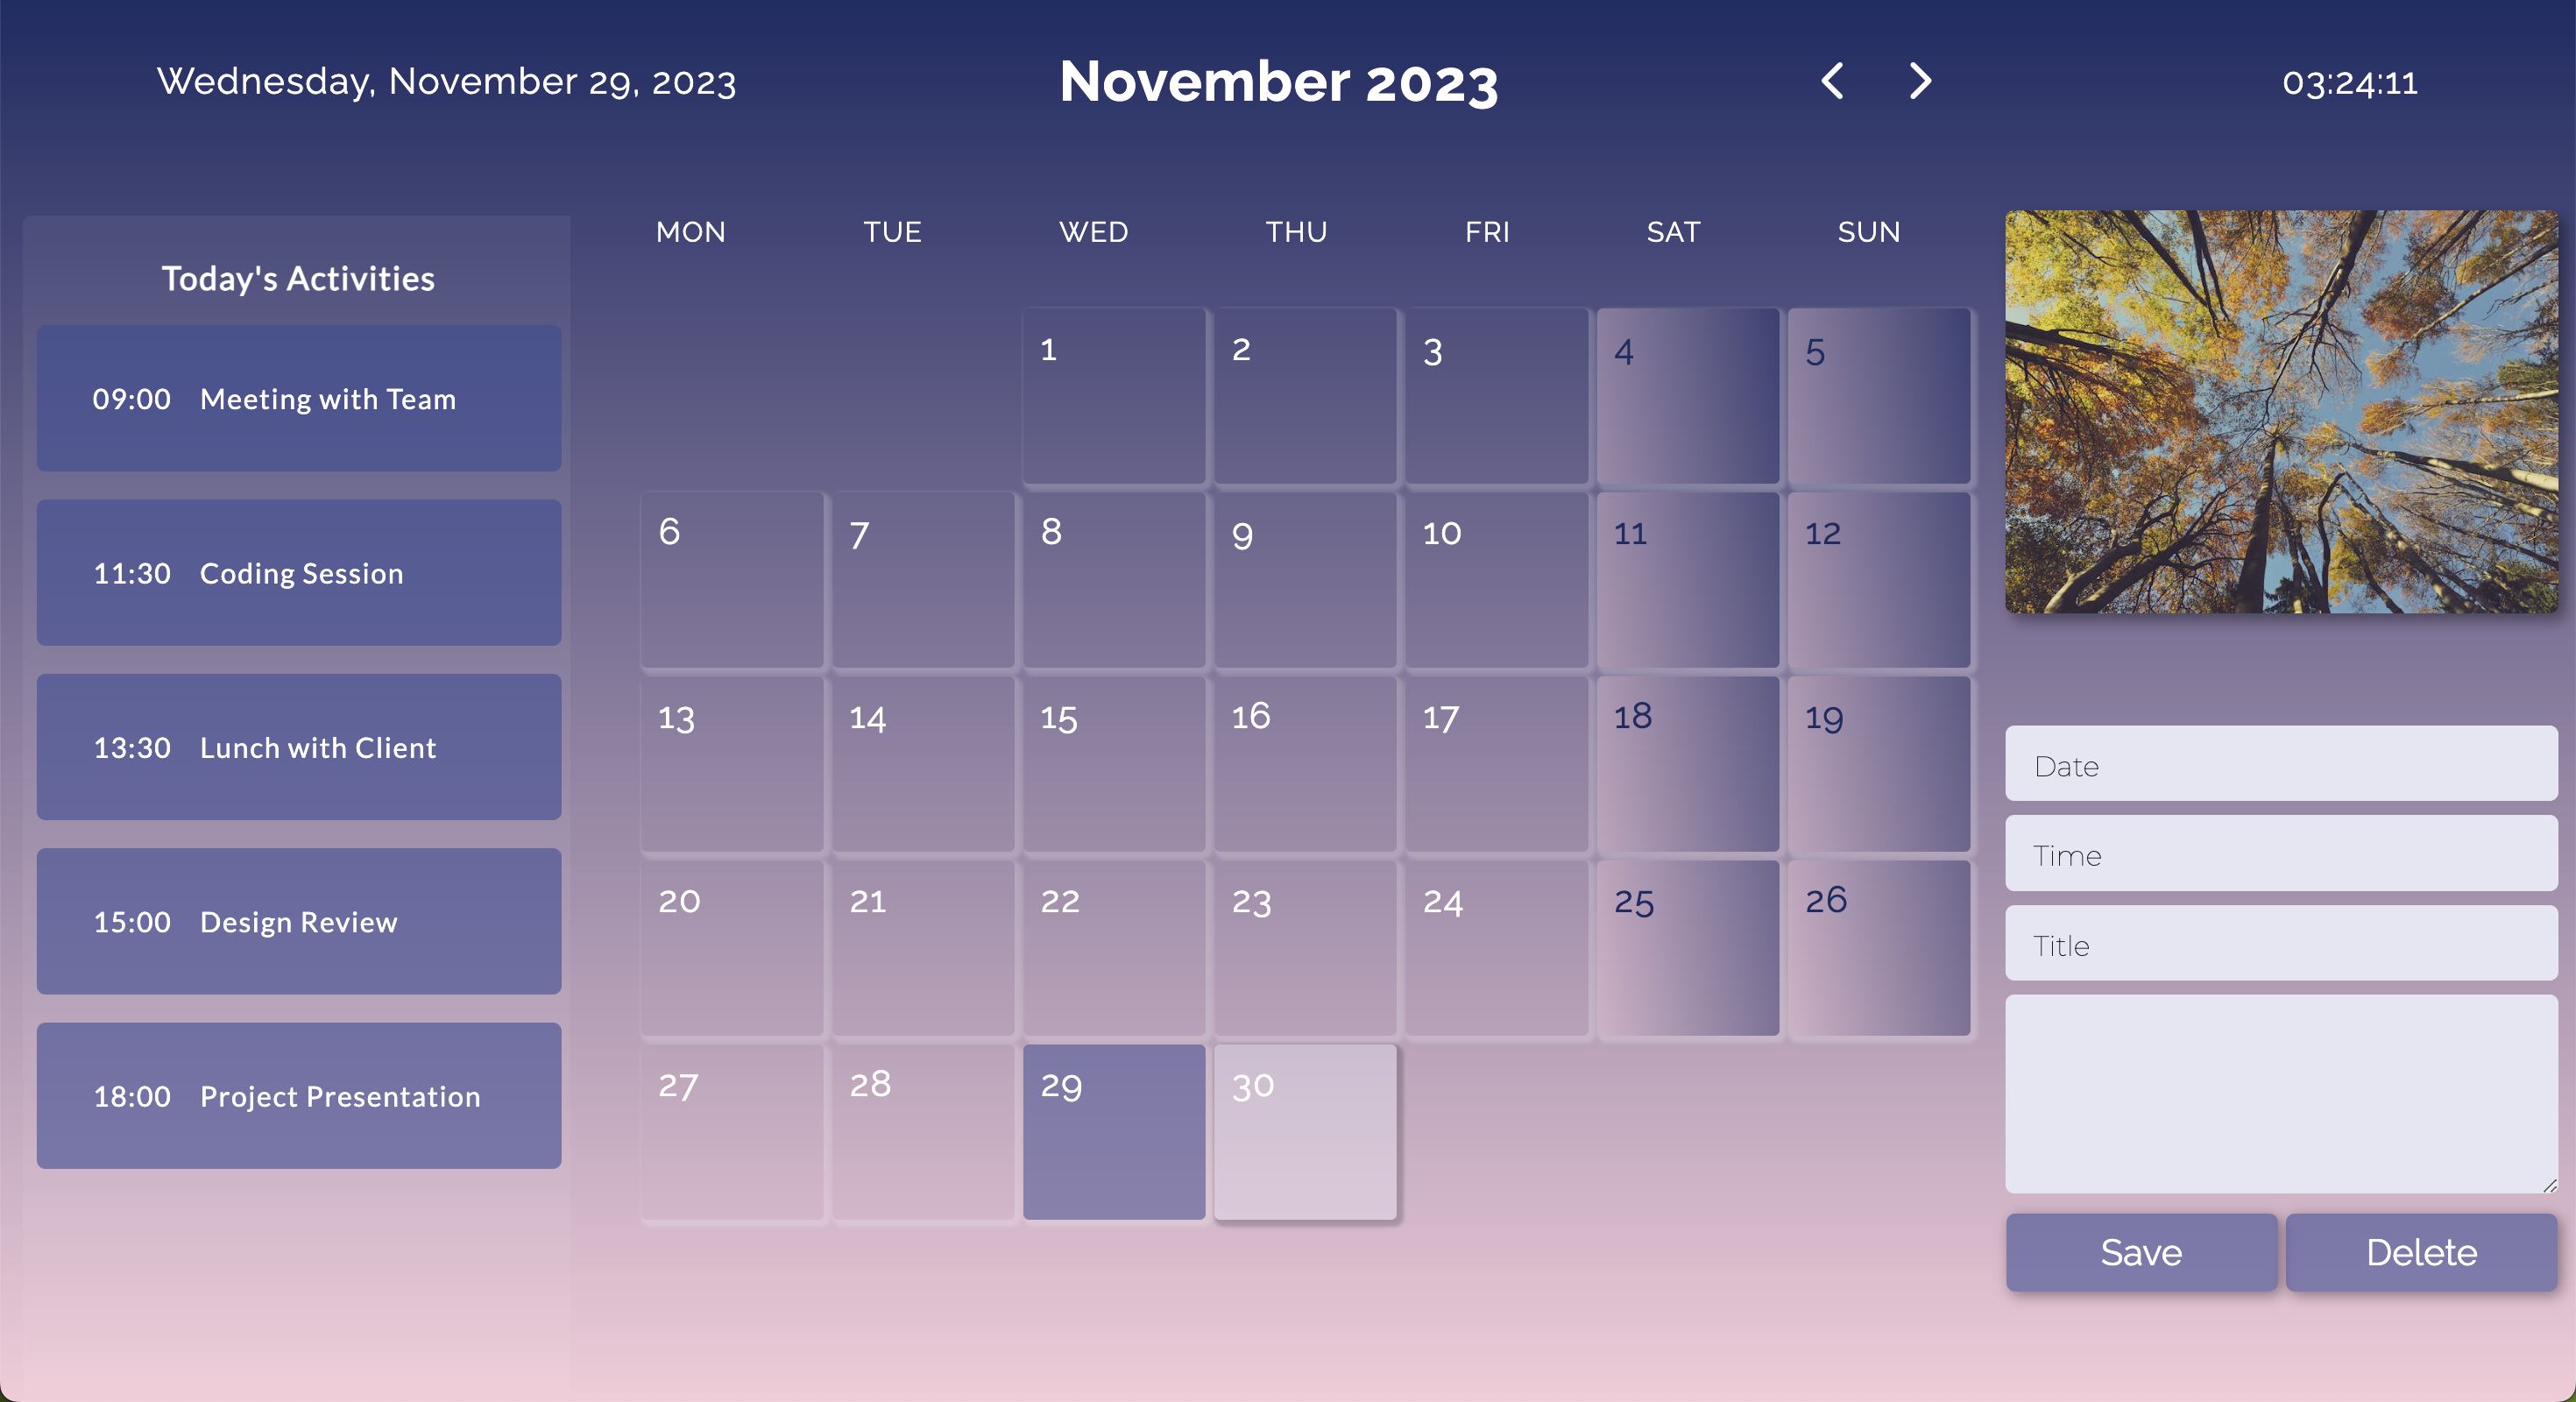 Wednesday, November 29, 2023
November 2023
03:24:11
Today's Activities
09:00 Meeting with Team
11:30 Coding Session
13:30 Lunch with Client
15:00 Design Review
18:00 Project Presentation
MON TUE WED THU FRI SAT SUN
1 2 3 4 5
6 7 8 9 10 11 12
13 14 15 16 17 18 19
20 21 22 23 24 25 26
27 28 29 30
Date
Time
Title
Save Delete